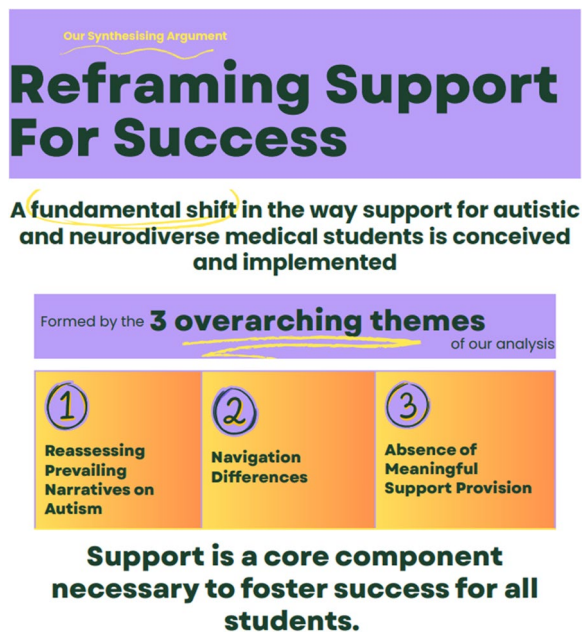 Our Synthesising Argument
Reframing Support
For Success
A fundamental shift in the way support for autistic
and neurodiverse medical students is conceived
and implemented
Formed by the 3 overarching themes
of our analysis
1
Reassessing
Prevailing
Narratives on
Autism
2
Navigation
Differences
3
Absence of
Meaningful
Support Provision
Support is a core component
necessary to foster success for all
students.